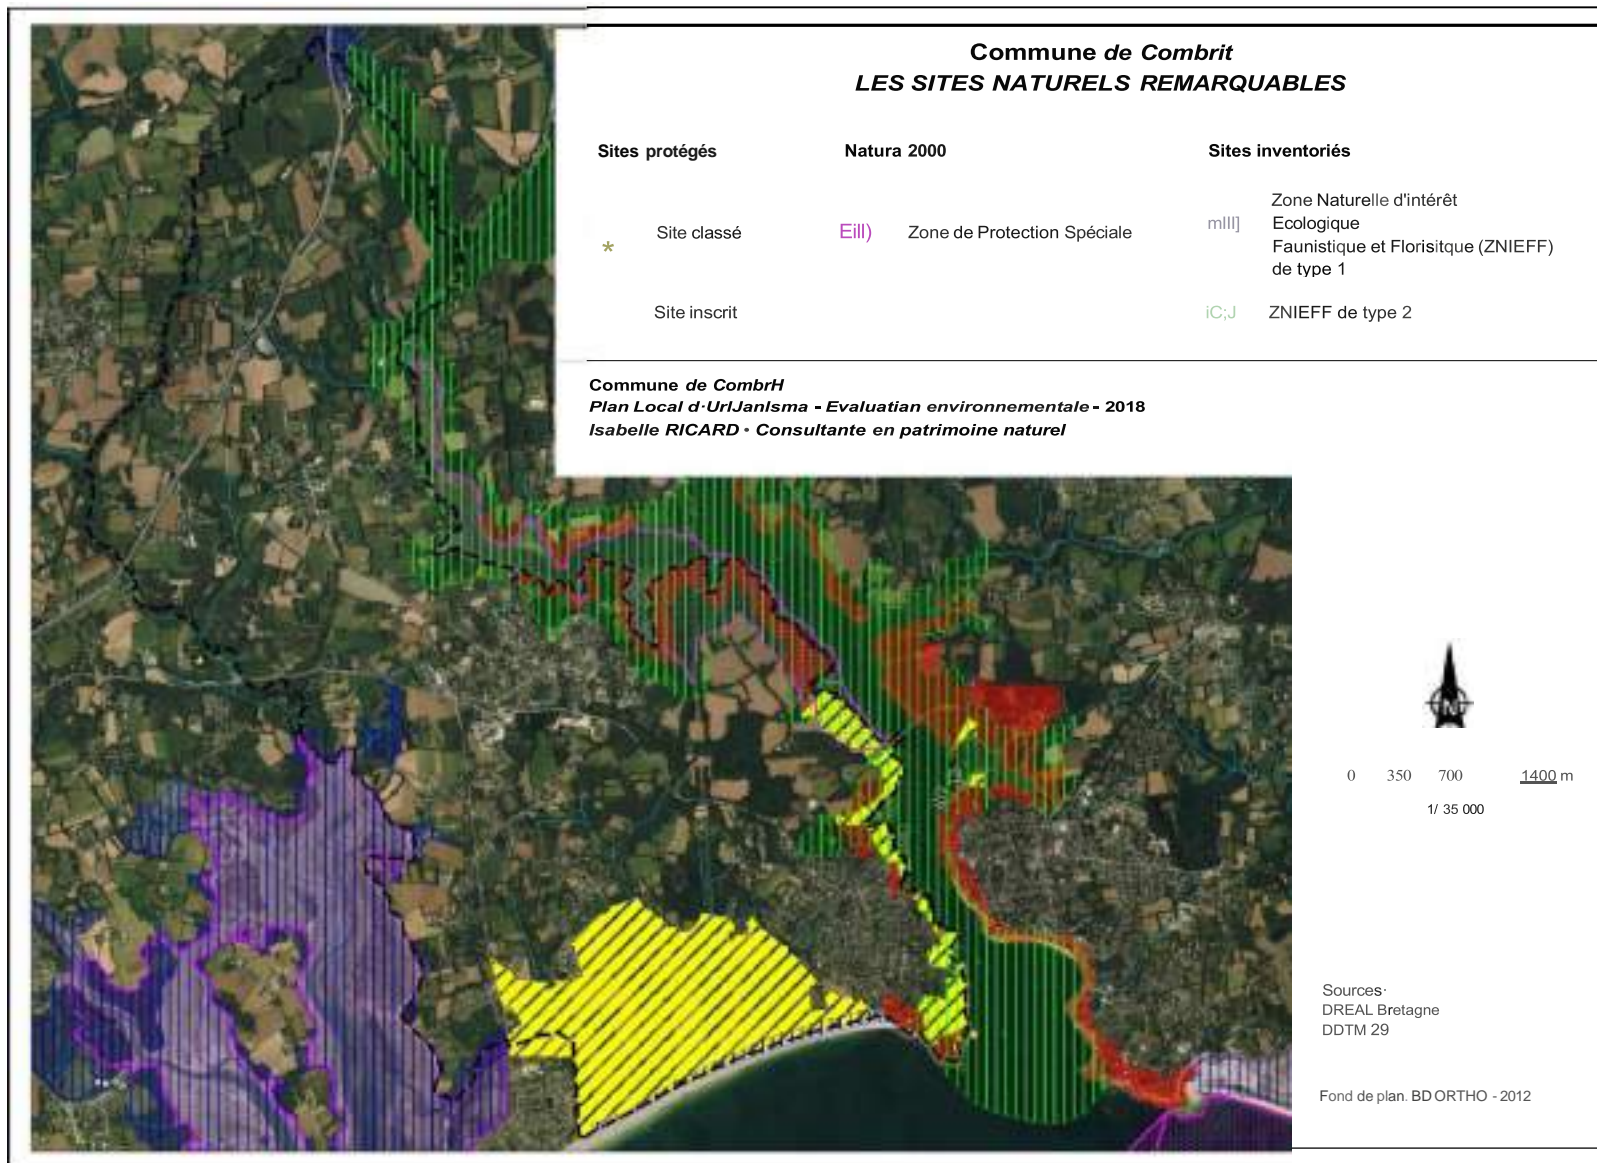 Commune de Combrit
LES SITES NATURELS REMARQUABLES
Sites protégés
Natura 2000
Sites inventoriés
* Site classé
Eill) Zone de Protection Spéciale
mIII] Zone Naturelle d'intérêt
Ecologique
Faunistique et Florisitque (ZNIEFF)
de type 1
Site inscrit
iC;J ZNIEFF de type 2
Commune de CombrH
Plan Local d·UrlJanlsma - Evaluatian environnementale - 2018
Isabelle RICARD • Consultante en patrimoine naturel
N
0 350 700 1400 m
1/ 35 000
Sources·
DREAL Bretagne
DDTM 29
Fond de plan. BD ORTHO - 2012